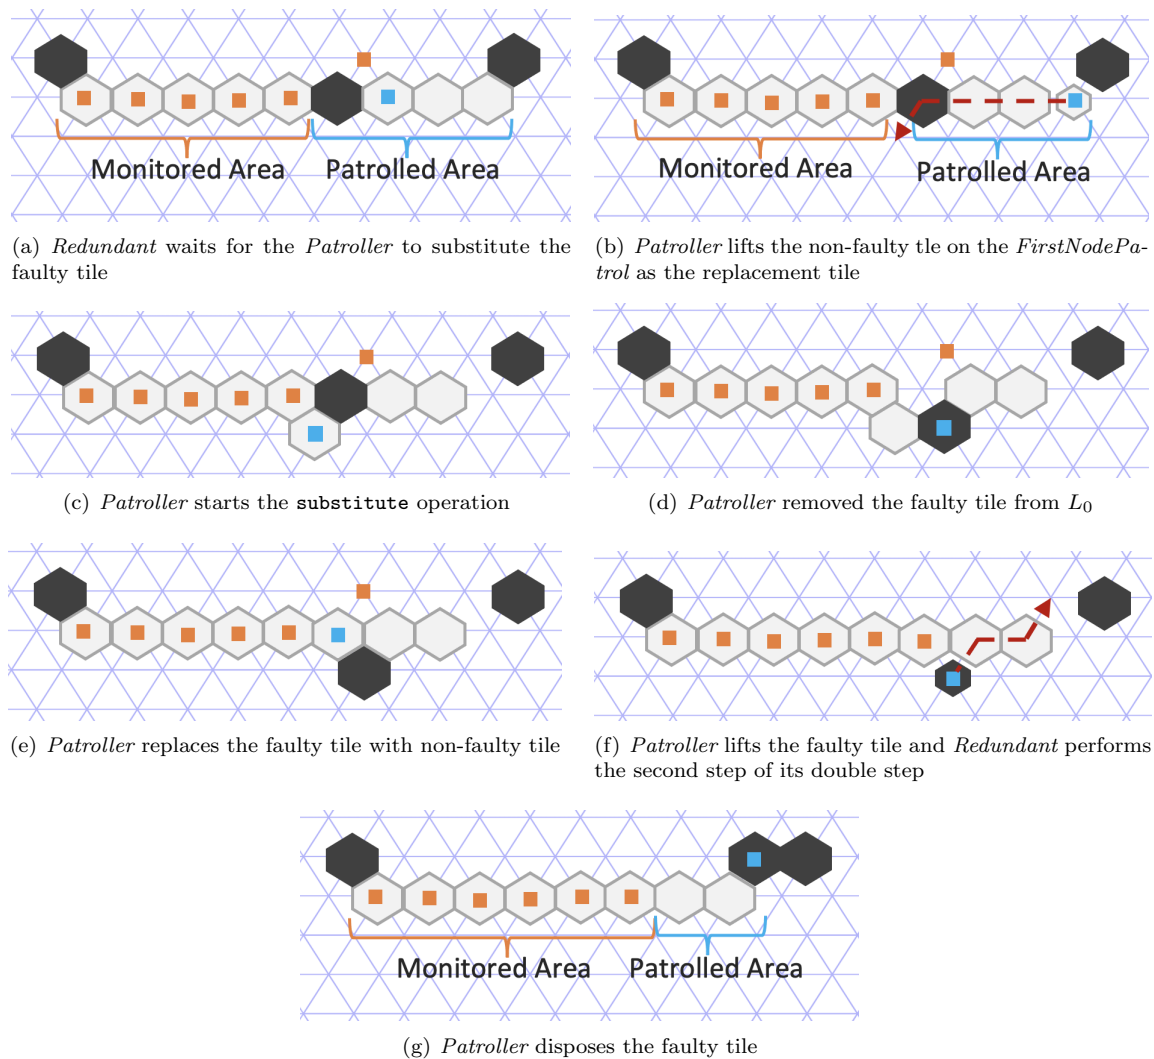 Monitored Area Patrolled Area
Monitored Area Patrolled Area
(a) Redundant waits for the Patroller to substitute the
faulty tile
(b) Patroller lifts the non-faulty tle on the FirstNodePa-
trol as the replacement tile
(c) Patroller starts the substitute operation
(d) Patroller removed the faulty tile from L0
(e) Patroller replaces the faulty tile with non-faulty tile
(f) Patroller lifts the faulty tile and Redundant performs
the second step of its double step
Monitored Area Patrolled Area
(g) Patroller disposes the faulty tile